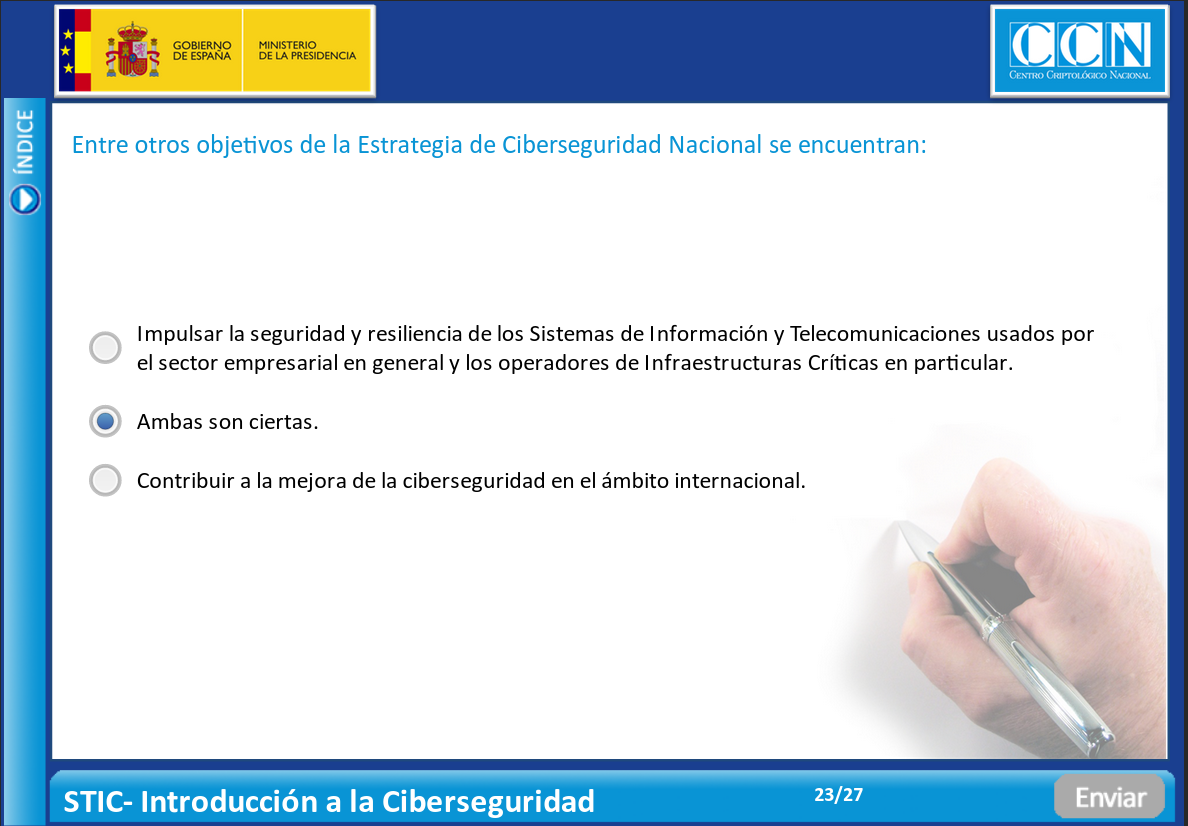 GOBIERNO
DE ESPAÑA
MINISTERIO
DE LA PRESIDENCIA
CCN
CENTRO CRIPTOLÓGICO NACIONAL
ÍNDICE
Entre otros objetivos de la Estrategia de Ciberseguridad Nacional se encuentran:
Impulsar la seguridad y resiliencia de los Sistemas de Información y Telecomunicaciones usados por
el sector empresarial en general y los operadores de Infraestructuras Críticas en particular.
Ambas son ciertas.
Contribuir a la mejora de la ciberseguridad en el ámbito internacional.
STIC- Introducción a la Ciberseguridad
23/27
Enviar